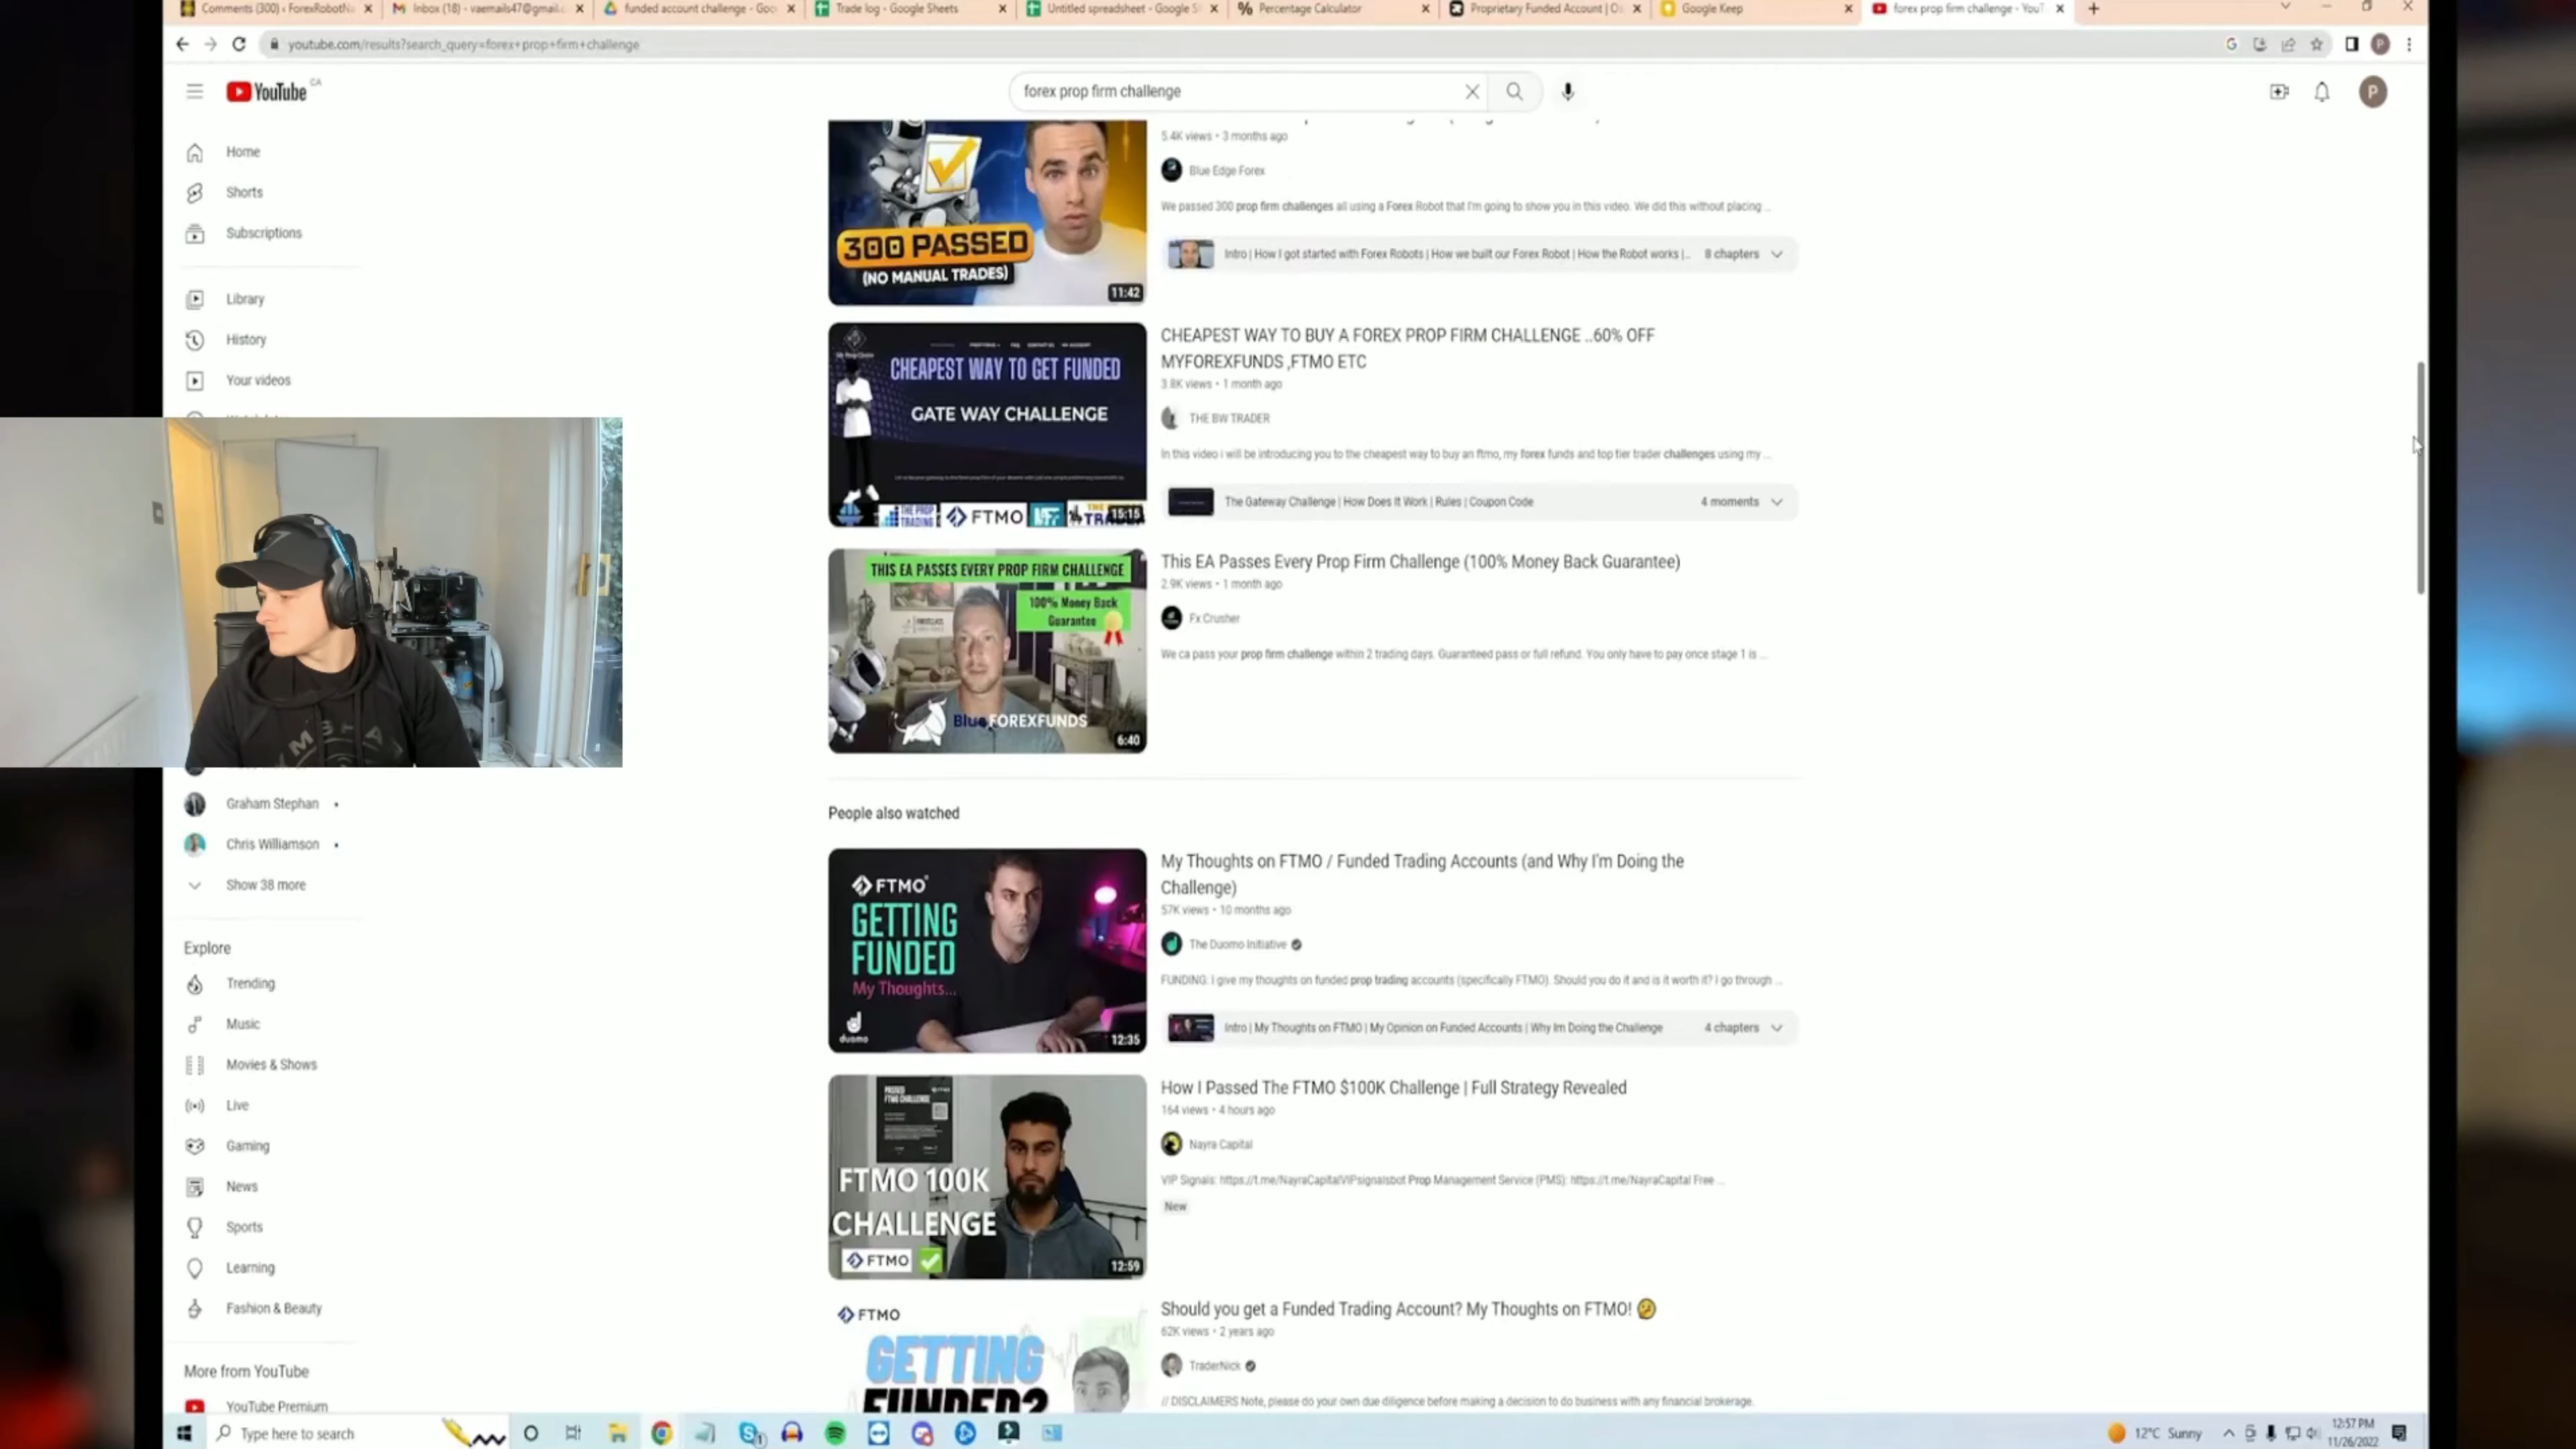 Comments (300) ‹ ForexRobotNa
Inbox (18) - vaemails47@gmail.c
funded account challenge - Goo
Trade log - Google Sheets
Untitled spreadsheet - Google S
Percentage Calculator
Proprietary Funded Account | O
Google Keep
forex prop firm challenge - YouT
youtube.com/results?search_query=forex+prop+firm+challenge
YouTube CA
forex prop firm challenge
P
Home
Shorts
Subscriptions
Library
History
Your videos
Graham Stephan
Chris Williamson
Show 38 more
Explore
Trending
Music
Movies & Shows
Live
Gaming
News
Sports
Learning
Fashion & Beauty
More from YouTube
YouTube Premium
300 PASSED
(NO MANUAL TRADES)
11:42
5.4K views • 3 months ago
Blue Edge Forex
We passed 300 prop firm challenges all using a Forex Robot that I'm going to show you in this video. We did this without placing ...
Intro | How I got started with Forex Robots | How we built our Forex Robot | How the Robot works |...
8 chapters
CHEAPEST WAY TO GET FUNDED
GATE WAY CHALLENGE
FTMO
15:15
CHEAPEST WAY TO BUY A FOREX PROP FIRM CHALLENGE ..60% OFF
MYFOREXFUNDS ,FTMO ETC
3.8K views • 1 month ago
THE BW TRADER
In this video i will be introducing you to the cheapest way to buy an ftmo, my forex funds and top tier trader challenges using my ...
The Gateway Challenge | How Does It Work | Rules | Coupon Code
4 moments
THIS EA PASSES EVERY PROP FIRM CHALLENGE
100% Money Back
Guarantee
Blue FOREXFUNDS
6:40
This EA Passes Every Prop Firm Challenge (100% Money Back Guarantee)
2.9K views • 1 month ago
Fx Crusher
We ca pass your prop firm challenge within 2 trading days. Guaranteed pass or full refund. You only have to pay once stage 1 is ...
People also watched
FTMO
GETTING
FUNDED
My Thoughts...
duomo
12:35
My Thoughts on FTMO / Funded Trading Accounts (and Why I'm Doing the
Challenge)
57K views • 10 months ago
The Duomo Initiative
FUNDING: I give my thoughts on funded prop trading accounts (specifically FTMO). Should you do it and is it worth it? I go through ...
Intro | My Thoughts on FTMO | My Opinion on Funded Accounts | Why Im Doing the Challenge
4 chapters
PASSED
FTMO CHALLENGE
FTMO 100K
CHALLENGE
FTMO
12:59
How I Passed The FTMO $100K Challenge | Full Strategy Revealed
164 views • 4 hours ago
Nayra Capital
VIP Signals: https://t.me/NayraCapitalVIPsignalsbot Prop Management Service (PMS): https://t.me/NayraCapital Free ...
New
FTMO
GETTING
FUNDED?
Should you get a Funded Trading Account? My Thoughts on FTMO! 🤔
62K views • 2 years ago
TraderNick
// DISCLAIMERS Note, please do your own due diligence before making a decision to do business with any financial brokerage.
Type here to search
12°C Sunny
12:57 PM
11/26/2022